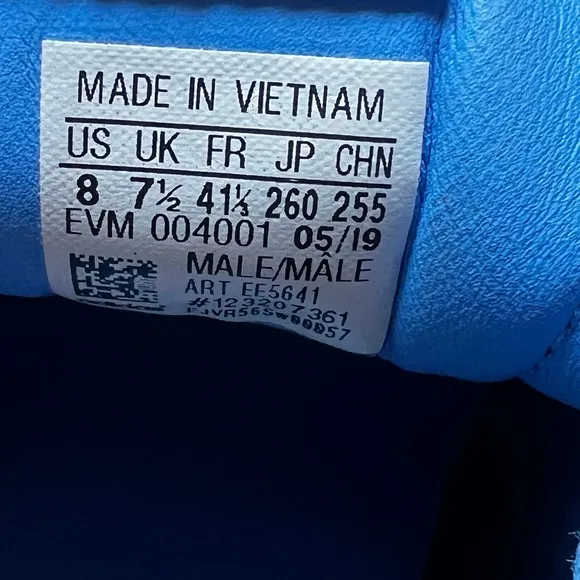 MADE IN VIETNAM
US UK FR JP CHN
8 7½ 41⅓ 260 255
EVM 004001 05/19
MALE/MÂLE
ART EF5641
#123207361